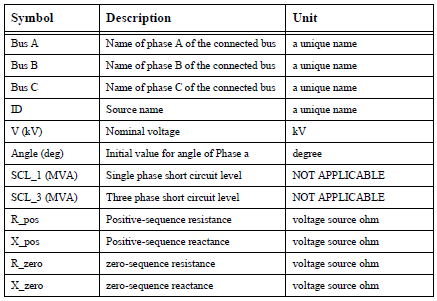 Symbol Description Unit
Bus A Name of phase A of the connected bus a unique name
Bus B Name of phase B of the connected bus a unique name
Bus C Name of phase C of the connected bus a unique name
ID Source name a unique name
V (kV) Nominal voltage kV
Angle (deg) Initial value for angle of Phase a degree
SCL_1 (MVA) Single phase short circuit level NOT APPLICABLE
SCL_3 (MVA) Three phase short circuit level NOT APPLICABLE
R_pos Positive-sequence resistance voltage source ohm
X_pos Positive-sequence reactance voltage source ohm
R_zero zero-sequence resistance voltage source ohm
X_zero zero-sequence reactance voltage source ohm